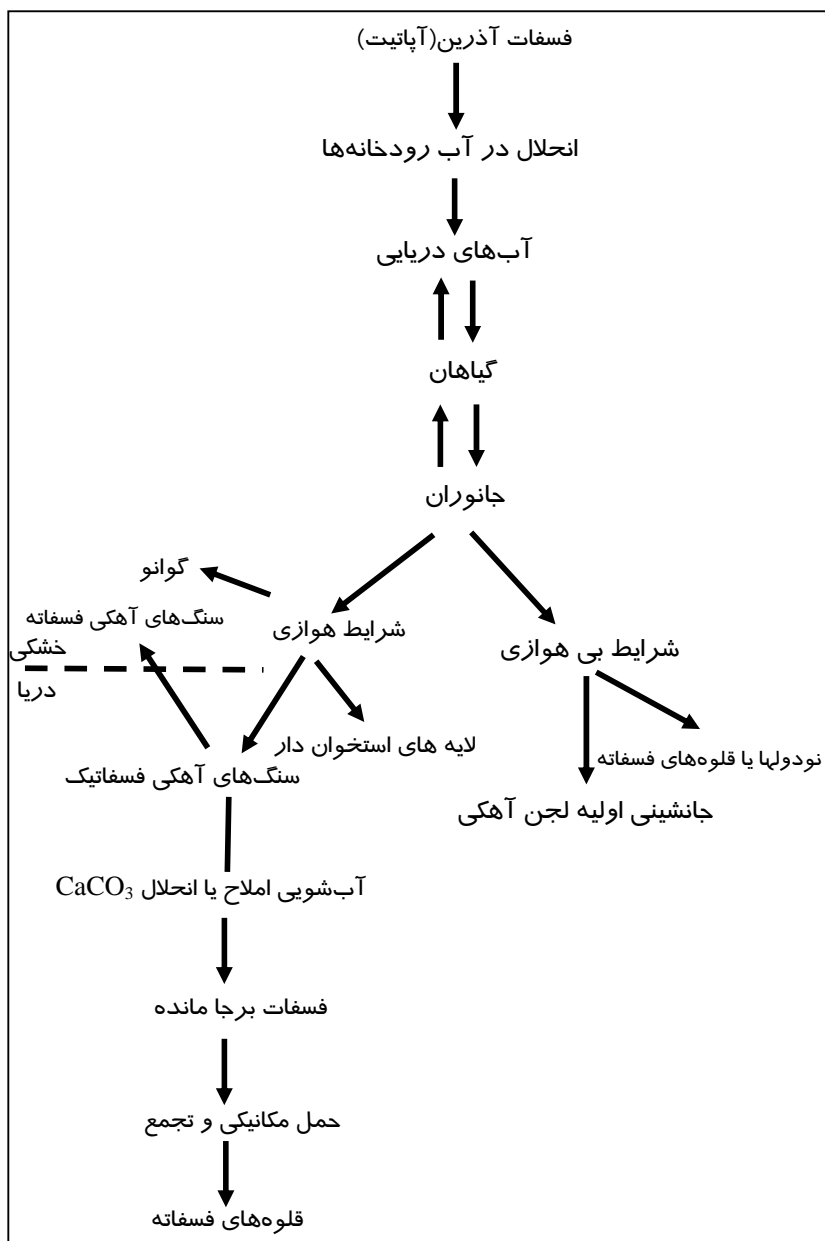 فسفات آذرین(آپاتیت)
انحلال در آب رودخانه‌ها
آب‌های دریایی
گیاهان
جانوران
گوانو
سنگ‌های آهکی فسفاته
شرایط هوازی
شرایط بی هوازی
خشکی
دریا
لایه های استخوان دار
نودولها یا قلوه‌های فسفاته
سنگ‌های آهکی فسفاتیک
جانشینی اولیه لجن آهکی
آب‌شویی املاح یا انحلال CaCO₃
فسفات برجا مانده
حمل مکانیکی و تجمع
قلوه‌های فسفاته